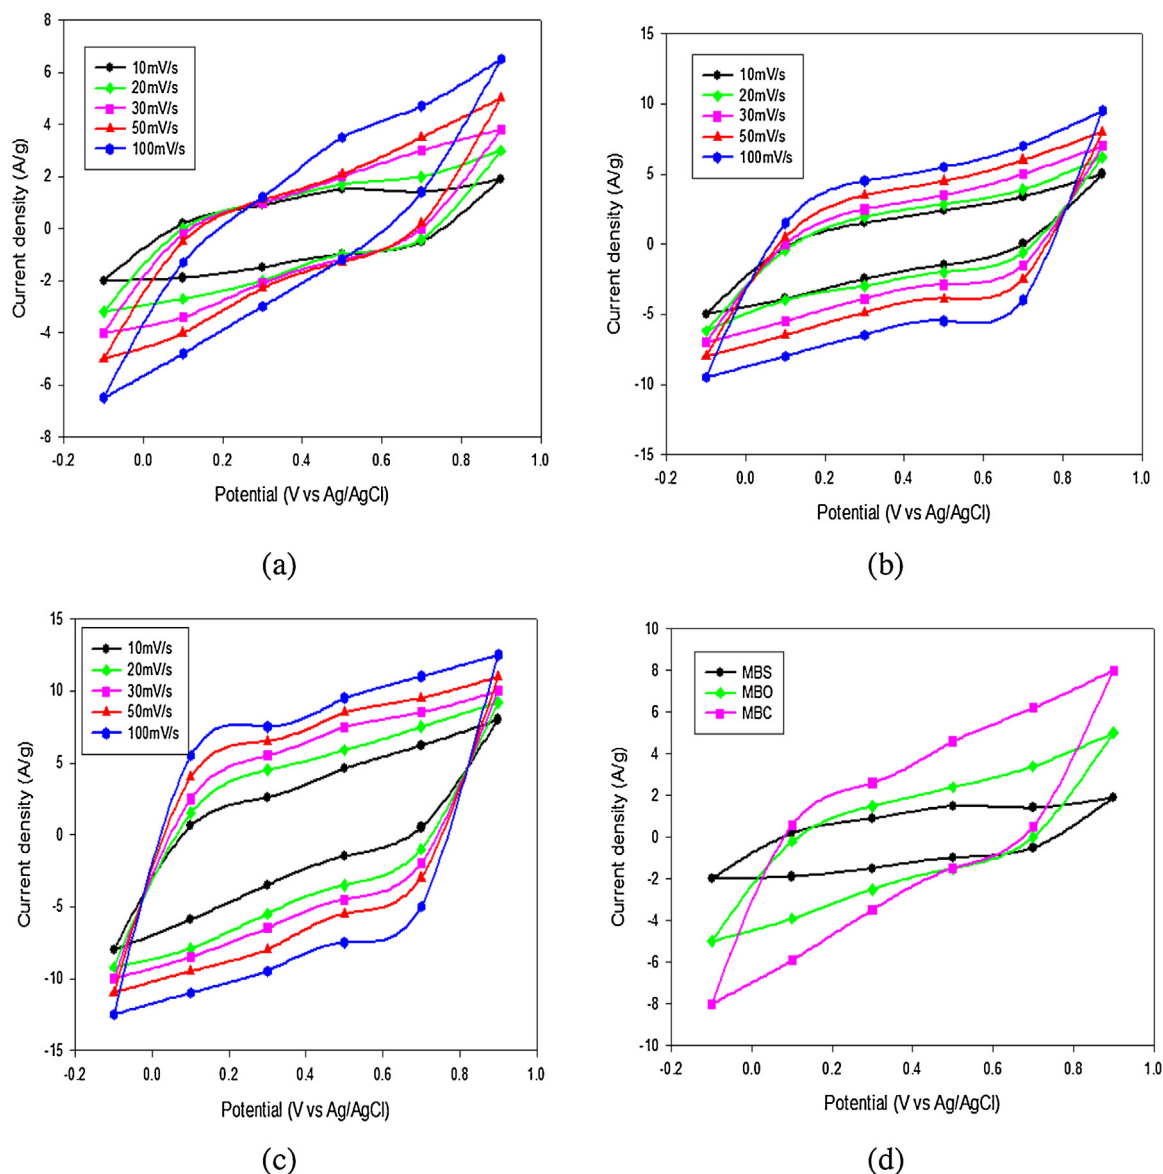 8
6
4
2
0
-2
-4
-6
-8
Current density (A/g)
10mV/s
20mV/s
30mV/s
50mV/s
100mV/s
-0.2 0.0 0.2 0.4 0.6 0.8 1.0
Potential (V vs Ag/AgCl)
(a)
15
10
5
0
-5
-10
-15
Current density (A/g)
10mV/s
20mV/s
30mV/s
50mV/s
100mV/s
-0.2 0.0 0.2 0.4 0.6 0.8 1.0
Potential (V vs Ag/AgCl)
(b)
15
10
5
0
-5
-10
-15
Current density (A/g)
10mV/s
20mV/s
30mV/s
50mV/s
100mV/s
-0.2 0.0 0.2 0.4 0.6 0.8 1.0
Potential (V vs Ag/AgCl)
(c)
10
8
6
4
2
0
-2
-4
-6
-8
-10
Current density (A/g)
MBS
MBO
MBC
-0.2 0.0 0.2 0.4 0.6 0.8 1.0
Potential (V vs Ag/AgCl)
(d)